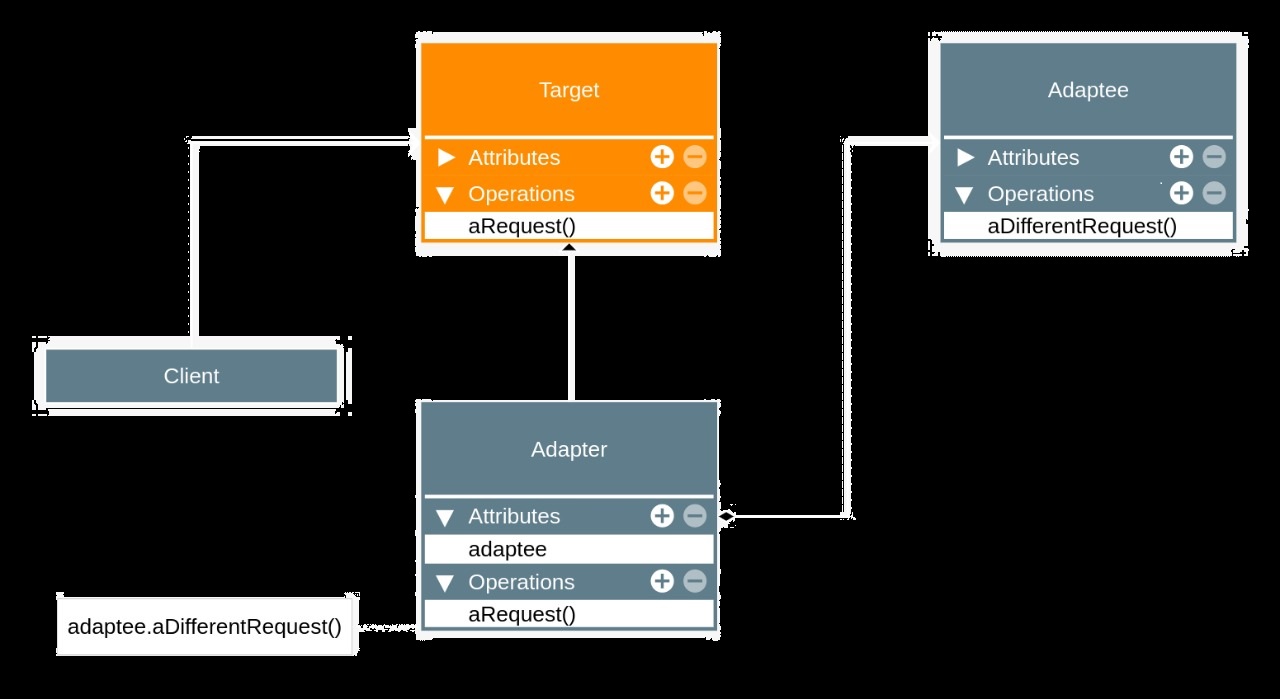 Target
Attributes
Operations
aRequest()
Adaptee
Attributes
Operations
aDifferentRequest()
Client
Adapter
Attributes
adaptee
Operations
aRequest()
adaptee.aDifferentRequest()